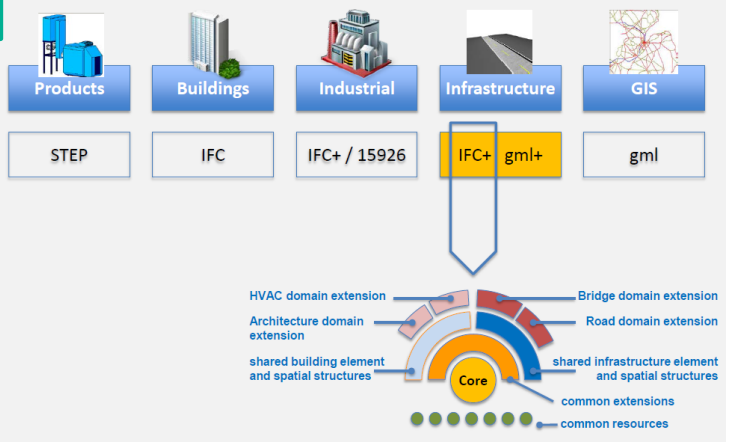 Products
Buildings
Industrial
Infrastructure
GIS
STEP
IFC
IFC+ / 15926
IFC+
gml+
gml
HVAC domain extension
Bridge domain extension
Architecture domain
extension
Road domain extension
shared building element
and spatial structures
shared infrastructure element
and spatial structures
Core
common extensions
common resources